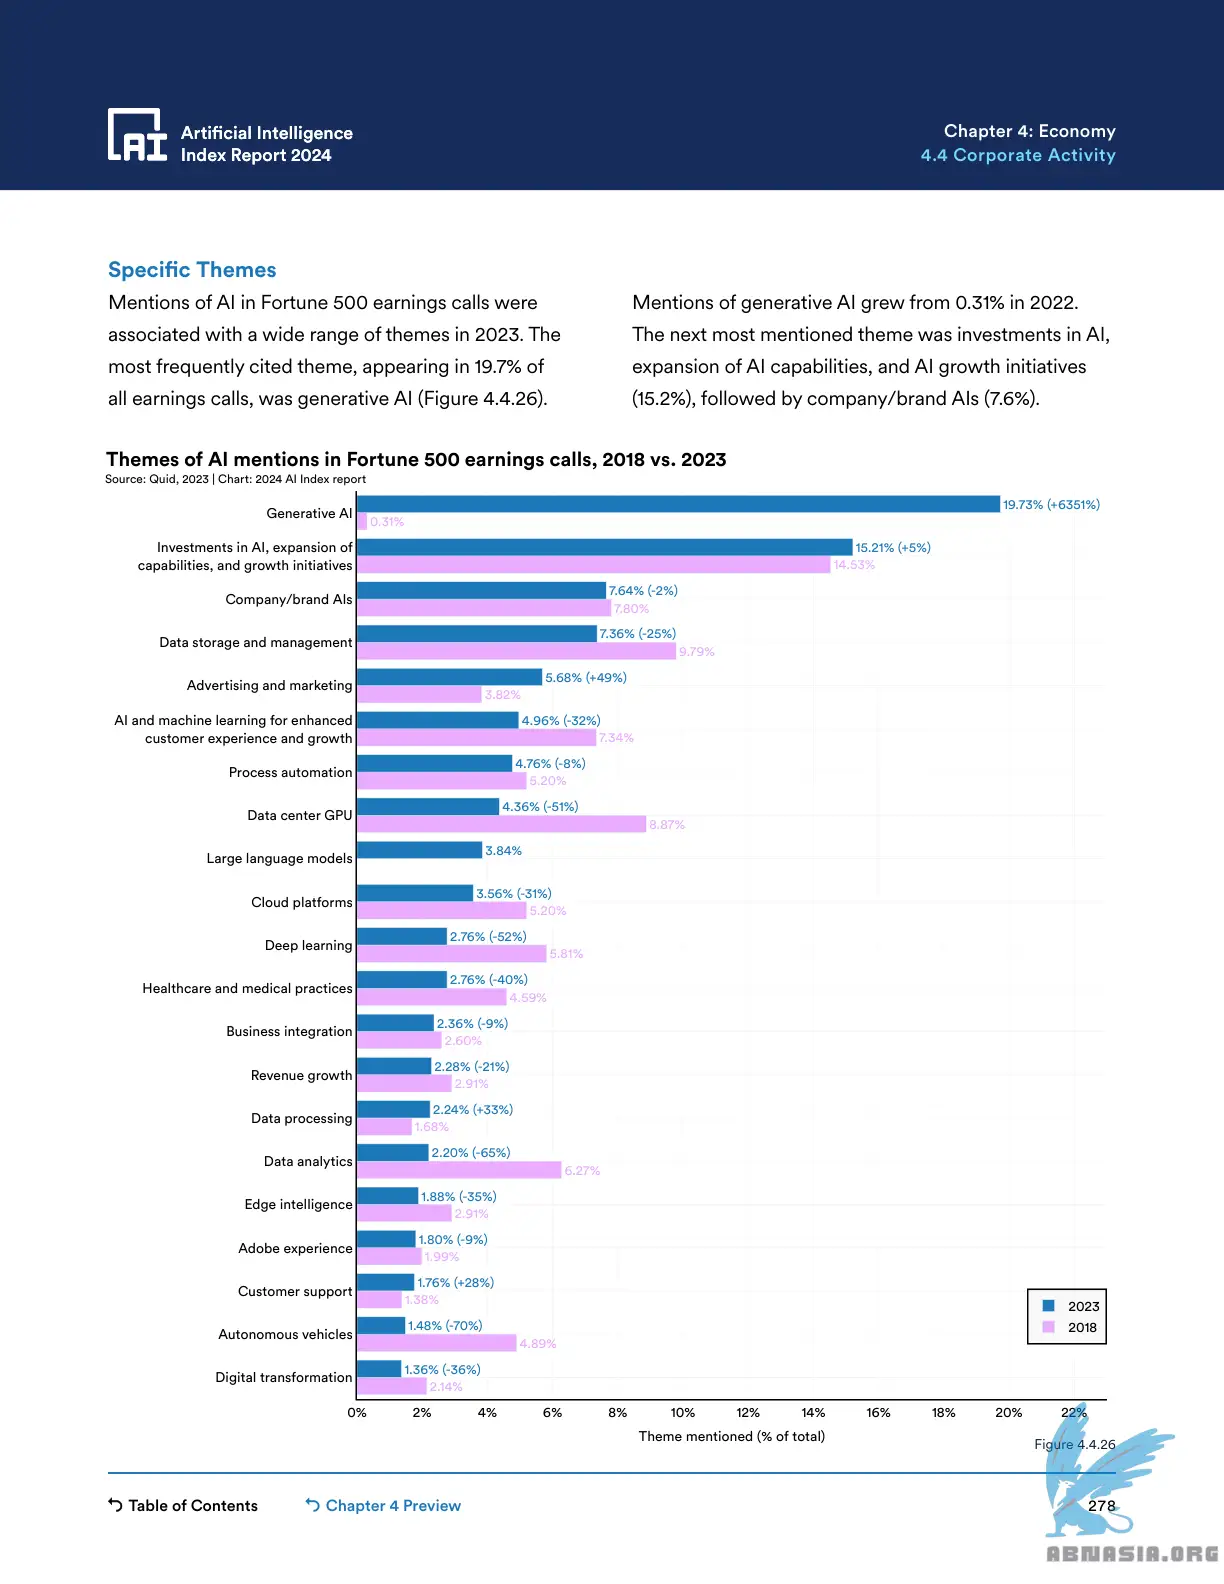 Artificial Intelligence
Index Report 2024
Chapter 4: Economy
4.4 Corporate Activity
Specific Themes
Mentions of AI in Fortune 500 earnings calls were
associated with a wide range of themes in 2023. The
most frequently cited theme, appearing in 19.7% of
all earnings calls, was generative AI (Figure 4.4.26).
Mentions of generative AI grew from 0.31% in 2022.
The next most mentioned theme was investments in AI,
expansion of AI capabilities, and AI growth initiatives
(15.2%), followed by company/brand AIs (7.6%).
Themes of AI mentions in Fortune 500 earnings calls, 2018 vs. 2023
Source: Quid, 2023 | Chart: 2024 AI Index report
Generative AI
19.73% (+6351%)
0.31%
Investments in AI, expansion of
capabilities, and growth initiatives
15.21% (+5%)
14.53%
Company/brand AIs
7.64% (-2%)
7.80%
Data storage and management
7.36% (-25%)
9.79%
Advertising and marketing
5.68% (+49%)
3.82%
AI and machine learning for enhanced
customer experience and growth
4.96% (-32%)
7.34%
Process automation
4.76% (-8%)
5.20%
Data center GPU
4.36% (-51%)
8.87%
Large language models
3.84%
Cloud platforms
3.56% (-31%)
5.20%
Deep learning
2.76% (-52%)
5.81%
Healthcare and medical practices
2.76% (-40%)
4.59%
Business integration
2.36% (-9%)
2.60%
Revenue growth
2.28% (-21%)
2.91%
Data processing
2.24% (+33%)
1.68%
Data analytics
2.20% (-65%)
6.27%
Edge intelligence
1.88% (-35%)
2.91%
Adobe experience
1.80% (-9%)
1.99%
Customer support
1.76% (+28%)
1.38%
Autonomous vehicles
1.48% (-70%)
4.89%
Digital transformation
1.36% (-36%)
2.14%
2023
2018
0% 2% 4% 6% 8% 10% 12% 14% 16% 18% 20% 22%
Theme mentioned (% of total)
Figure 4.4.26
Table of Contents
Chapter 4 Preview
278
ABNASIA.ORG